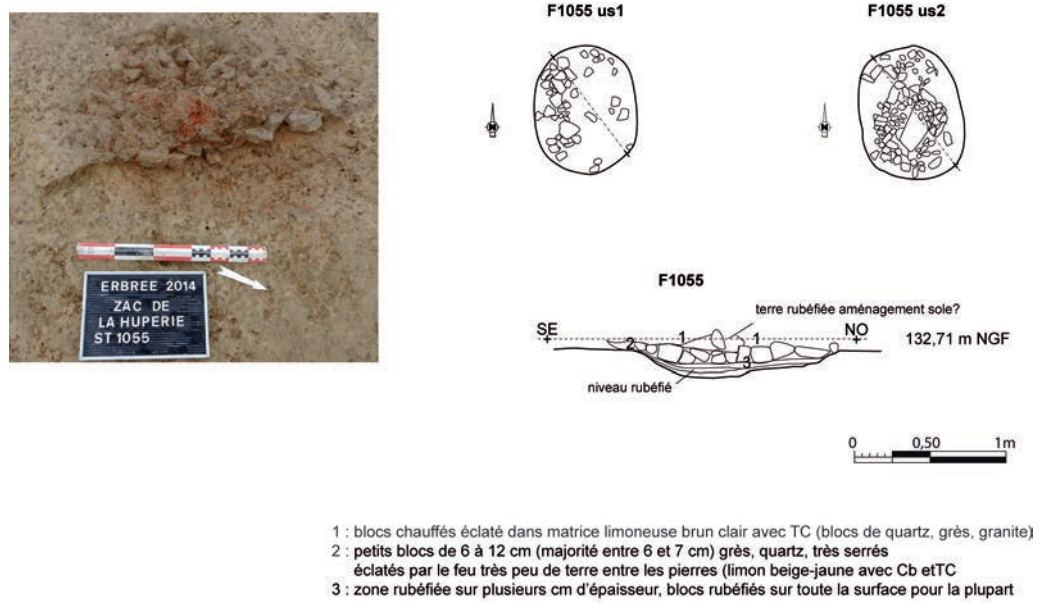 F1055 us1
F1055 us2
N
N
ERBREE 2014
ZAC DE
LA HUPERIE
ST 1055
F1055
terre rubéfiée aménagement sole?
SE
2
1
1
3
NO
132,71 m NGF
niveau rubéfié
0
0,50
1m
1 : blocs chauffés éclaté dans matrice limoneuse brun clair avec TC (blocs de quartz, grès, granite)
2 : petits blocs de 6 à 12 cm (majorité entre 6 et 7 cm) grès, quartz, très serrés
éclatés par le feu très peu de terre entre les pierres (limon beige-jaune avec Cb etTC
3 : zone rubéfiée sur plusieurs cm d'épaisseur, blocs rubéfiés sur toute la surface pour la plupart